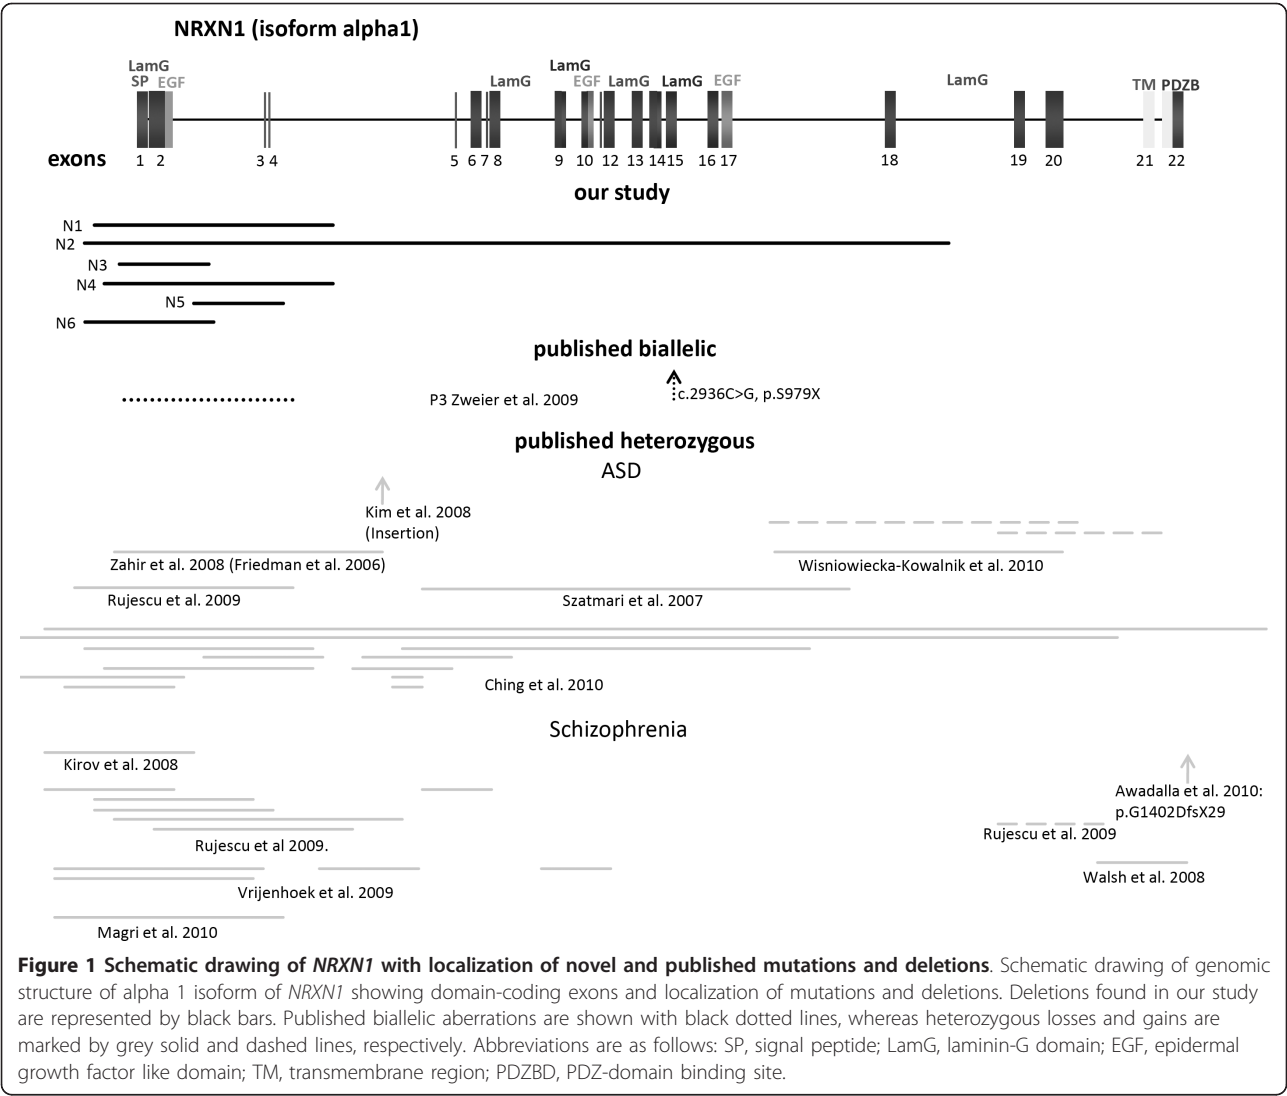 NRXN1 (isoform alpha1)
LamG
SP EGF
LamG
LamG
EGF
LamG
LamG
EGF
LamG
TM PDZB
exons 1 2 3 4 5 6 7 8 9 10 12 13 14 15 16 17 18 19 20 21 22
our study
N1
N2
N3
N4
N5
N6
published biallelic
P3 Zweier et al. 2009
c.2936C>G, p.S979X
published heterozygous
ASD
Kim et al. 2008
(Insertion)
Zahir et al. 2008 (Friedman et al. 2006)
Wisniowiecka-Kowalnik et al. 2010
Rujescu et al. 2009
Szatmari et al. 2007
Ching et al. 2010
Schizophrenia
Kirov et al. 2008
Awadalla et al. 2010:
p.G1402DfsX29
Rujescu et al. 2009
Rujescu et al 2009.
Walsh et al. 2008
Vrijenhoek et al. 2009
Magri et al. 2010
Figure 1 Schematic drawing of NRXN1 with localization of novel and published mutations and deletions. Schematic drawing of genomic
structure of alpha 1 isoform of NRXN1 showing domain-coding exons and localization of mutations and deletions. Deletions found in our study
are represented by black bars. Published biallelic aberrations are shown with black dotted lines, whereas heterozygous losses and gains are
marked by grey solid and dashed lines, respectively. Abbreviations are as follows: SP, signal peptide; LamG, laminin-G domain; EGF, epidermal
growth factor like domain; TM, transmembrane region; PDZBD, PDZ-domain binding site.